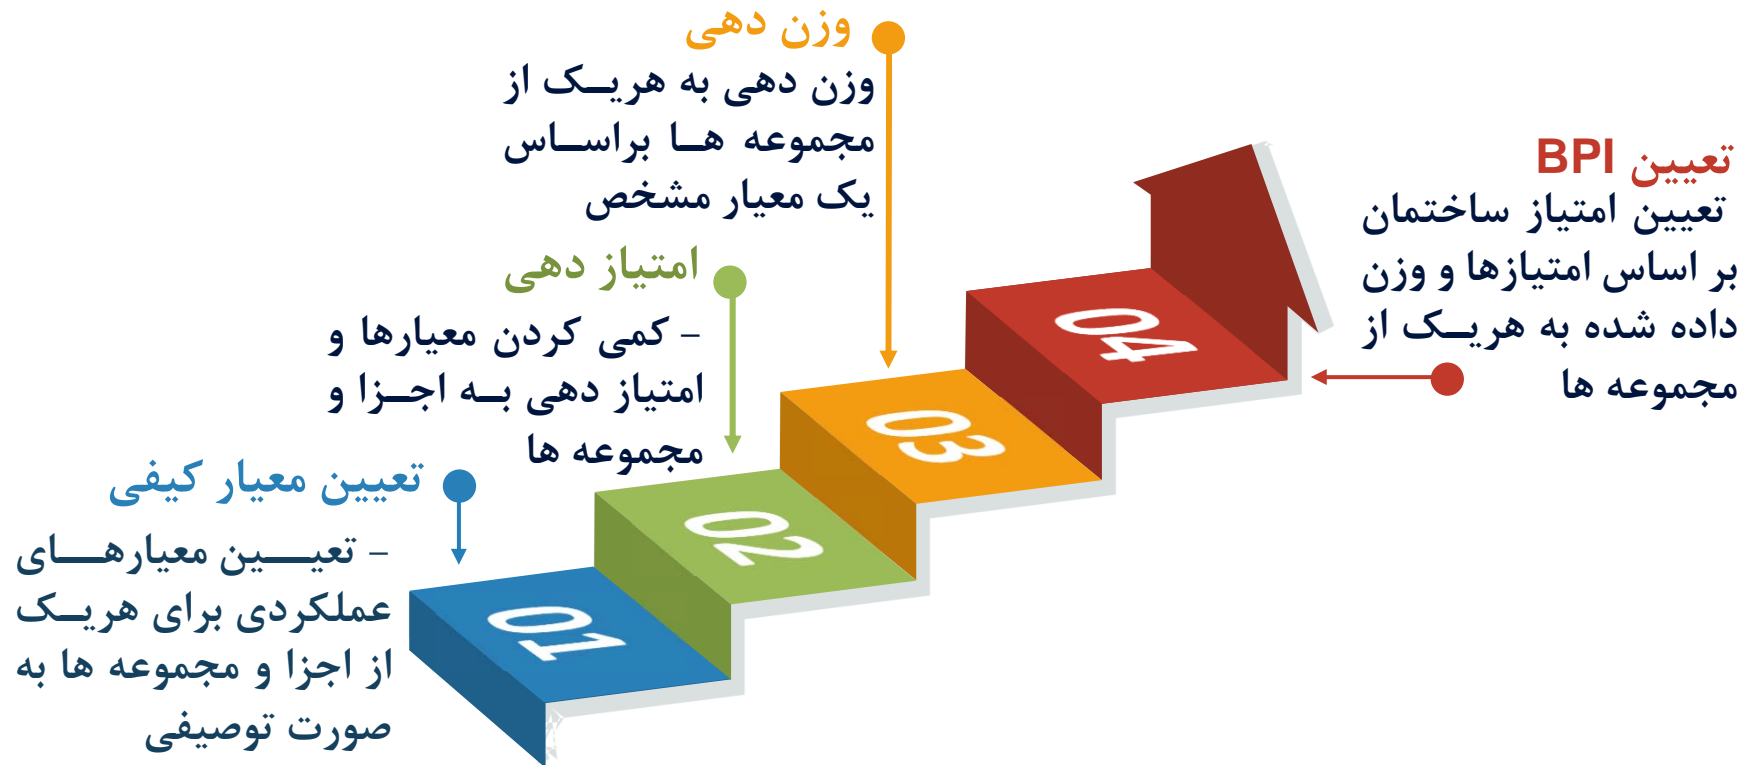 تعیین معیار کیفی
- تعیین معیارهای
عملکردی برای هریک
از اجزا و مجموعه ها به
صورت توصیفی
01
امتیاز دهی
- کمی کردن معیارها و
امتیاز دهی به اجزا و
مجموعه ها
02
وزن دهی
وزن دهی به هریک از
مجموعه ها براساس
یک معیار مشخص
03
تعیین BPI
تعیین امتیاز ساختمان
بر اساس امتیازها و وزن
داده شده به هریک از
مجموعه ها
04